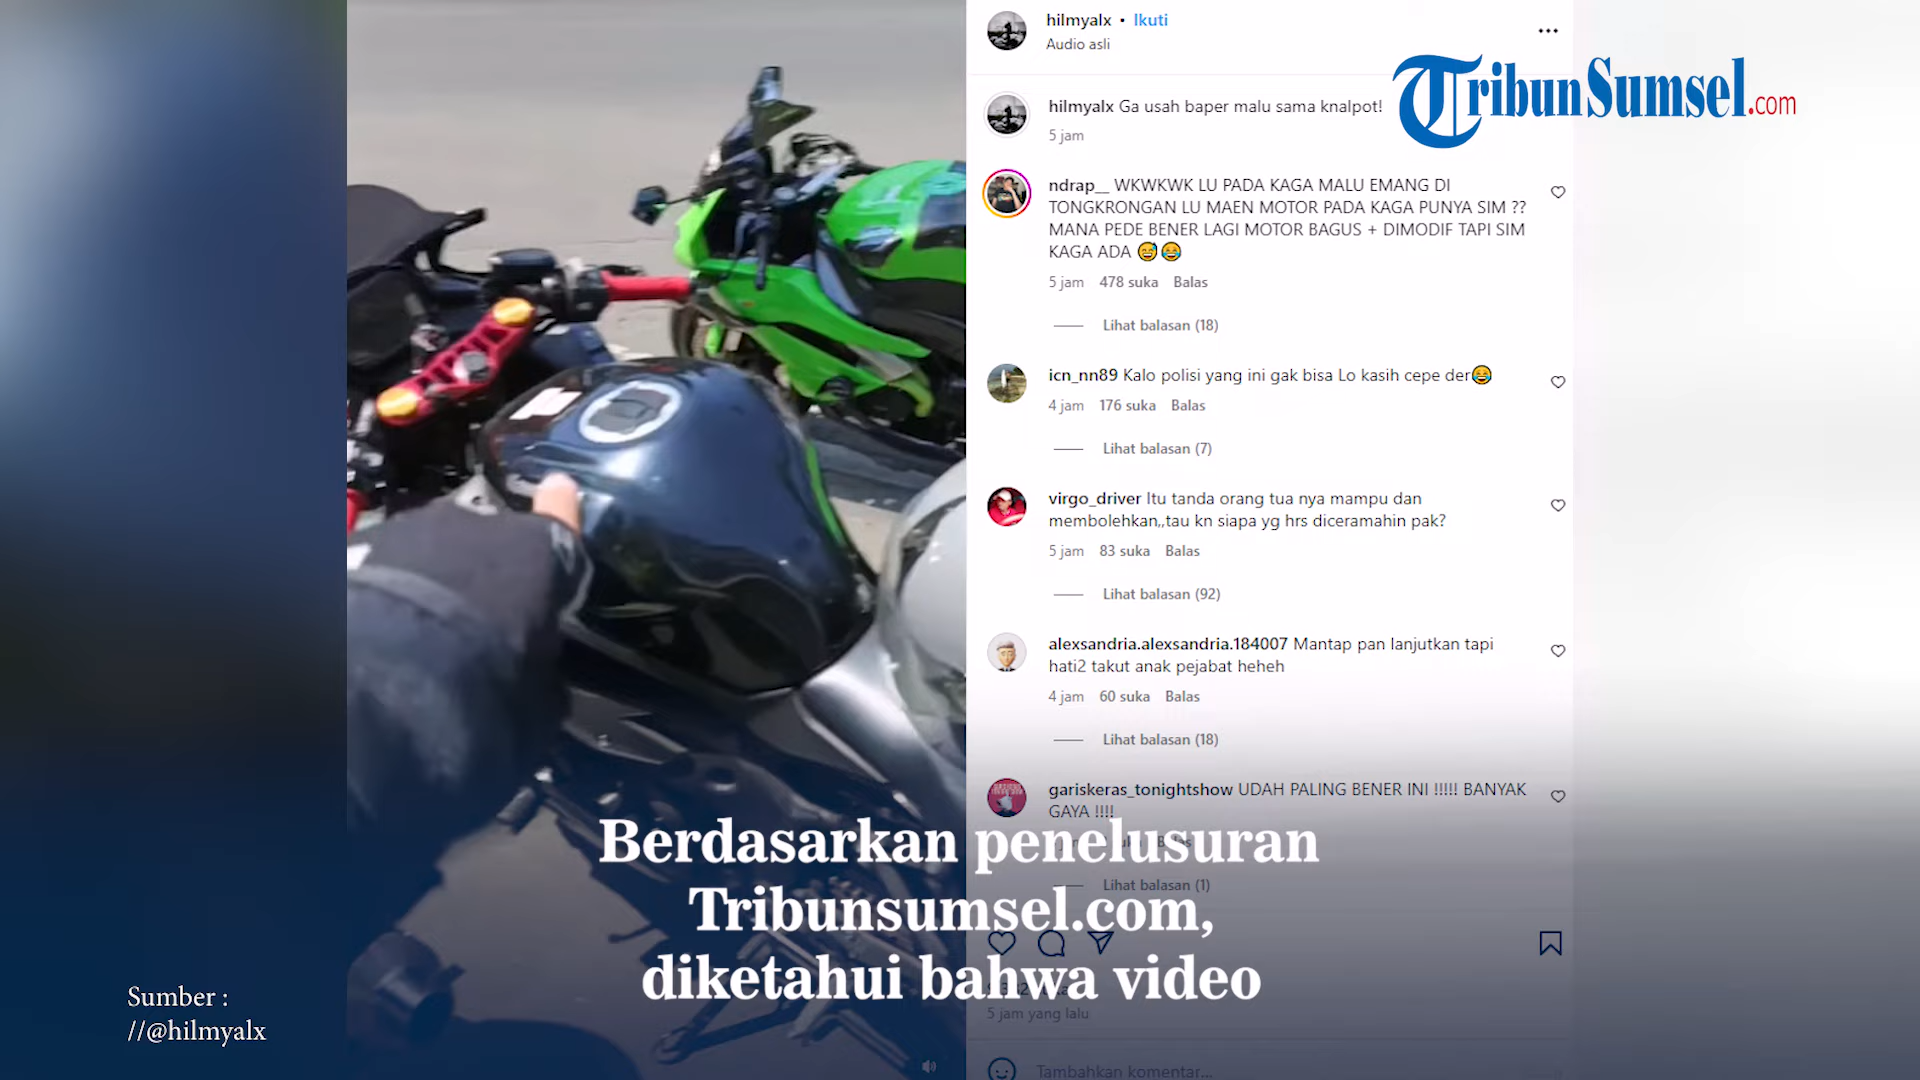 hilmyalx • Ikuti
Audio asli
TribunSumsel.com
hilmyalx Ga usah baper malu sama knalpot!
5 jam
ndrap__ WKWKWK LU PADA KAGA MALU EMANG DI
TONGKRONGAN LU MAEN MOTOR PADA KAGA PUNYA SIM ??
MANA PEDE BENER LAGI MOTOR BAGUS + DIMODIF TAPI SIM
KAGA ADA 😅😂
5 jam 478 suka Balas
Lihat balasan (18)
icn_nn89 Kalo polisi yang ini gak bisa Lo kasih cepe der😂
4 jam 176 suka Balas
Lihat balasan (7)
virgo_driver Itu tanda orang tua nya mampu dan
membolehkan,,tau kn siapa yg hrs diceramahin pak?
5 jam 83 suka Balas
Lihat balasan (92)
alexsandria.alexsandria.184007 Mantap pan lanjutkan tapi
hati2 takut anak pejabat heheh
4 jam 60 suka Balas
Lihat balasan (18)
gariskeras_tonightshow UDAH PALING BENER INI !!!!! BANYAK
GAYA !!!!
Lihat balasan (1)
Berdasarkan penelusuran
Tribunsumsel.com,
diketahui bahwa video
5 jam yang lalu
Tambahkan komentar...
Sumber :
//@hilmyalx